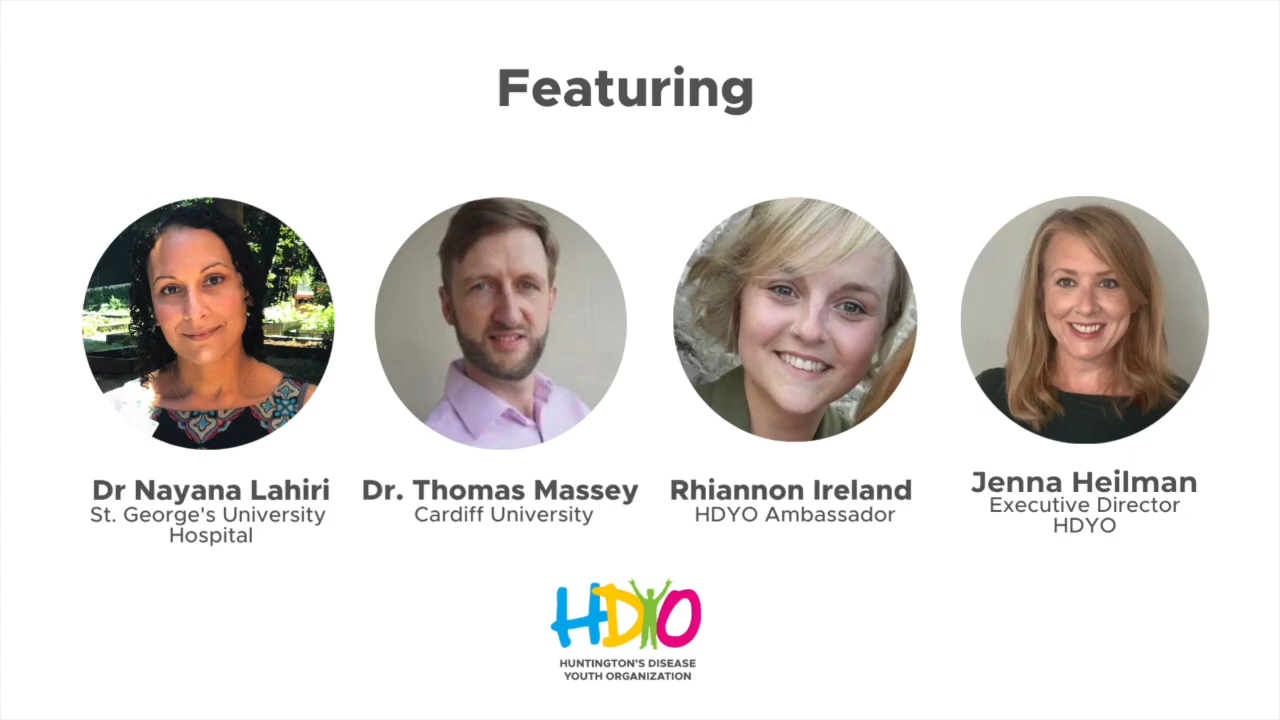 Featuring
Dr Nayana Lahiri
St. George's University
Hospital
Dr. Thomas Massey
Cardiff University
Rhiannon Ireland
HDYO Ambassador
Jenna Heilman
Executive Director
HDYO
HDYO
HUNTINGTON'S DISEASE
YOUTH ORGANIZATION